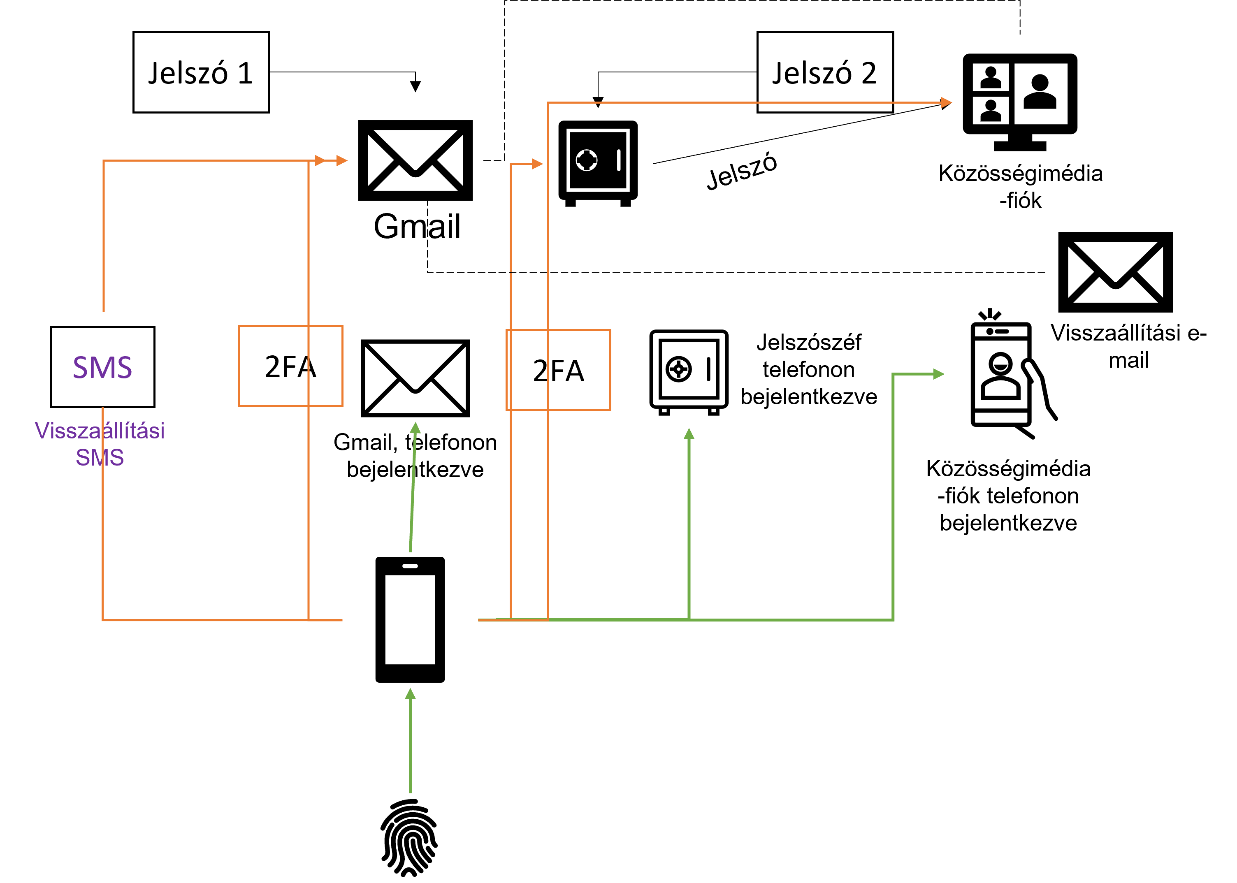 Jelszó 1
Jelszó 2
Jelszó
Közösségimédia
-fiók
Gmail
SMS
Visszaállítási
SMS
2FA
Gmail, telefonon
bejelentkezve
2FA
Jelszószéf
telefonon
bejelentkezve
Visszaállítási e-
mail
Közösségimédia
-fiók telefonon
bejelentkezve